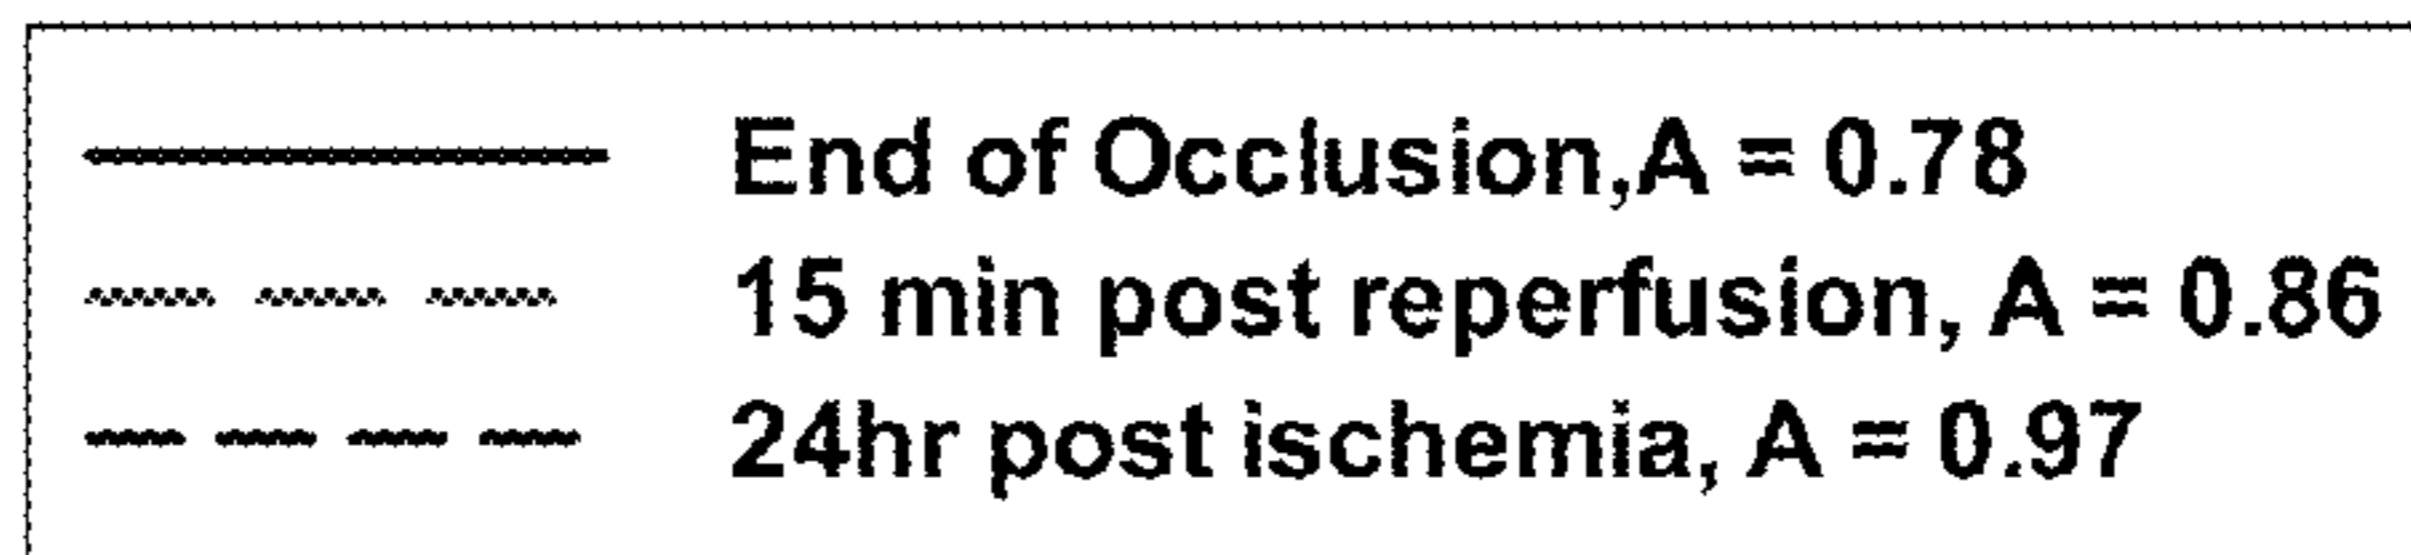 End of Occlusion,A = 0.78
15 min post reperfusion, A = 0.86
24hr post ischemia, A = 0.97